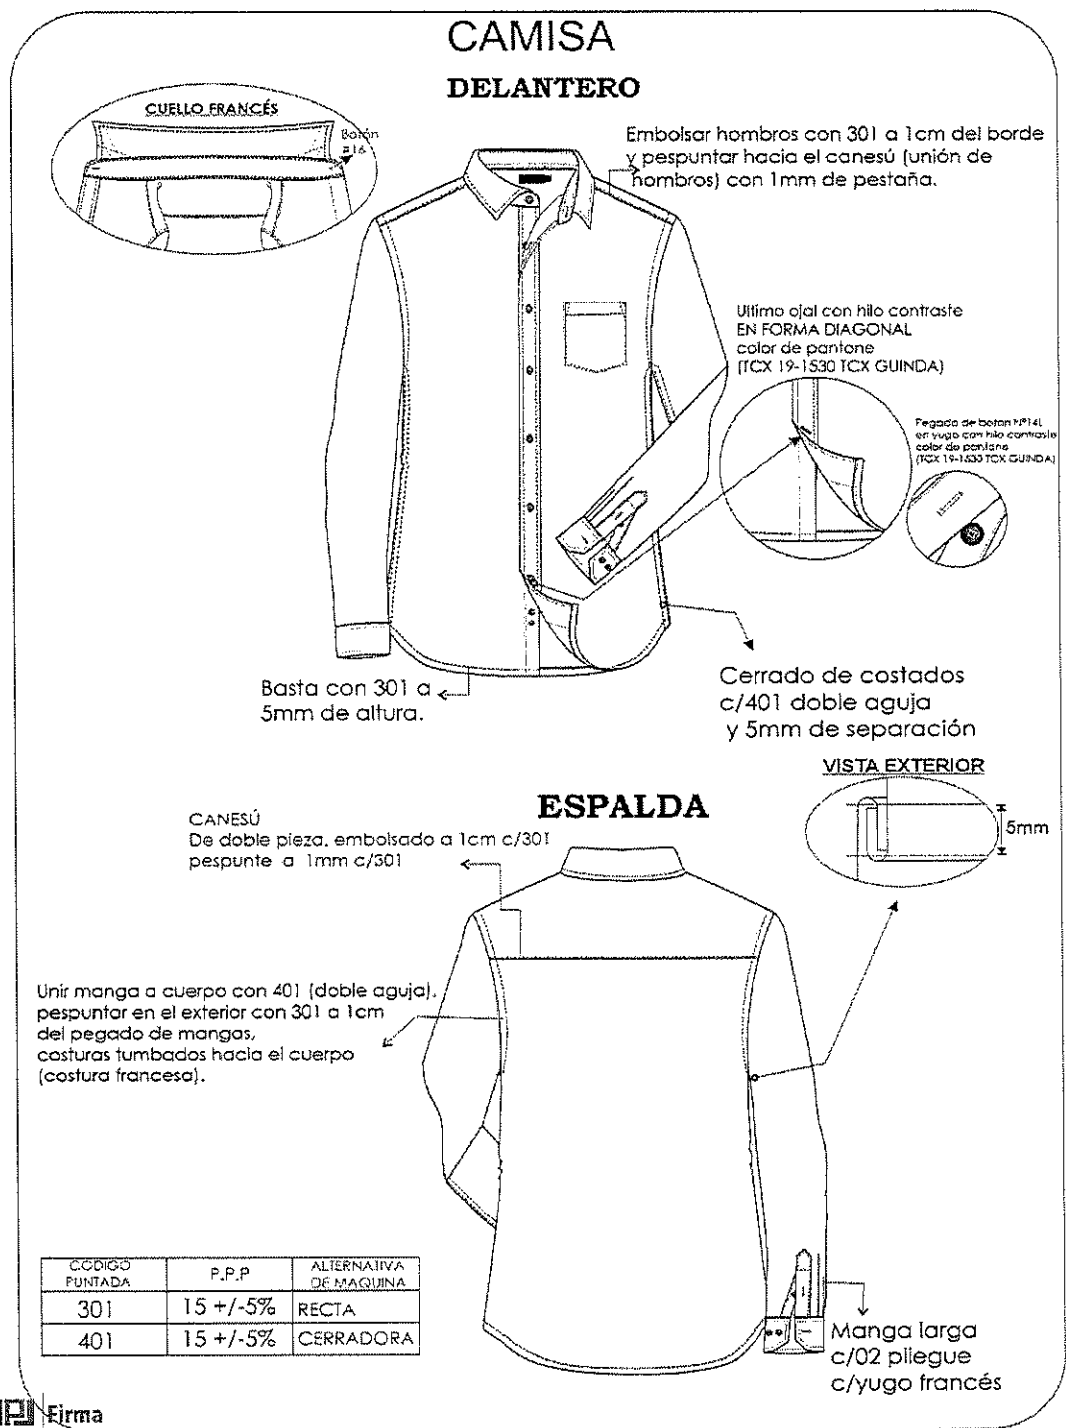 CAMISA
DELANTERO
CUELLO FRANCÉS
Botón
#16
Embolsar hombros con 301 a 1cm del borde
y pespuntar hacia el canesú (unión de
hombros) con 1mm de pestaña.
Ultimo ojal con hilo contraste
EN FORMA DIAGONAL
color de pantone
(TCX 19-1530 TCX GUINDA)
Pegado de boton N°14L
en yugo con hilo contraste
color de pantone
(TCX 19-1530 TCX GUINDA)
Basta con 301 a
5mm de altura.
Cerrado de costados
c/401 doble aguja
y 5mm de separación
VISTA EXTERIOR
5mm
ESPALDA
CANESÚ
De doble pieza. embolsado a 1cm c/301
pespunte a 1mm c/301
Unir manga a cuerpo con 401 (doble aguja).
pespuntar en el exterior con 301 a 1cm
del pegado de mangas,
costuras tumbados hacia el cuerpo
(costura francesa).
CODIGO PUNTADA P.P.P ALTERNATIVA DE MAQUINA
301 15 +/-5% RECTA
401 15 +/-5% CERRADORA
Manga larga
c/02 pliegue
c/yugo francés
Firma